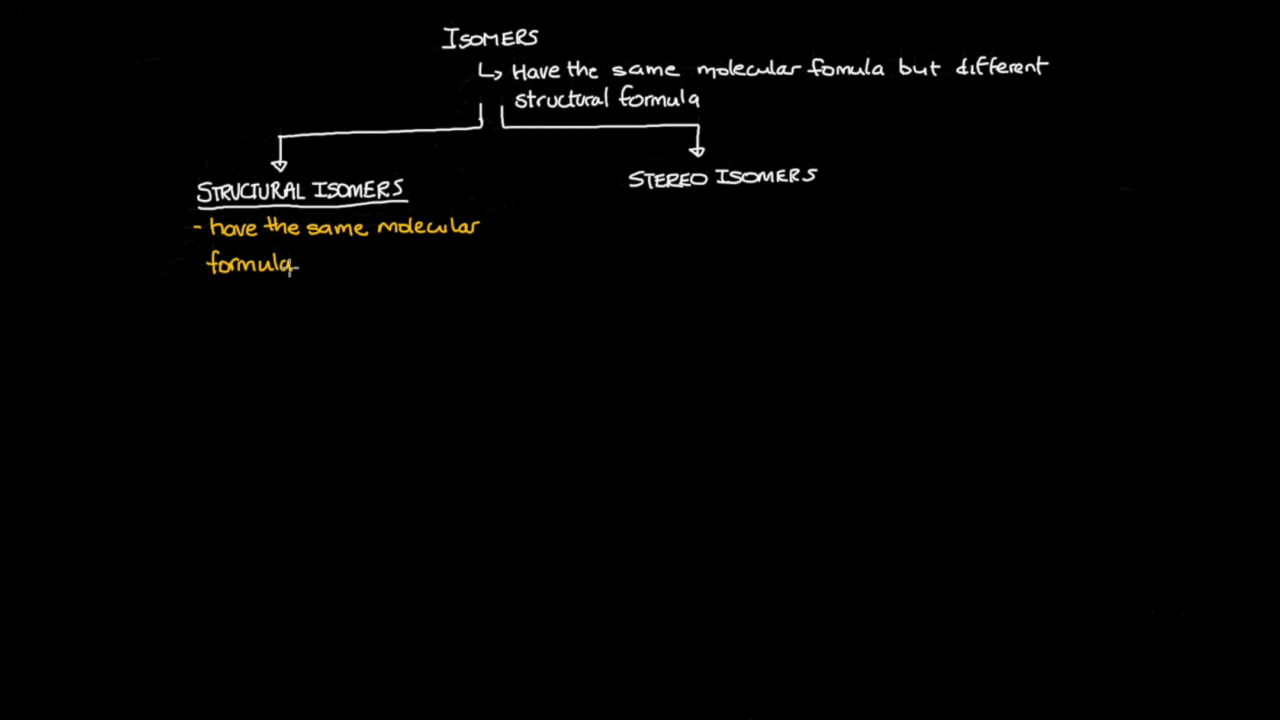 ISOMERS
↳ Have the same molecular fomula but different
structural formula
STRUCTURAL ISOMERS
STEREO ISOMERS
- have the same molecular
formula